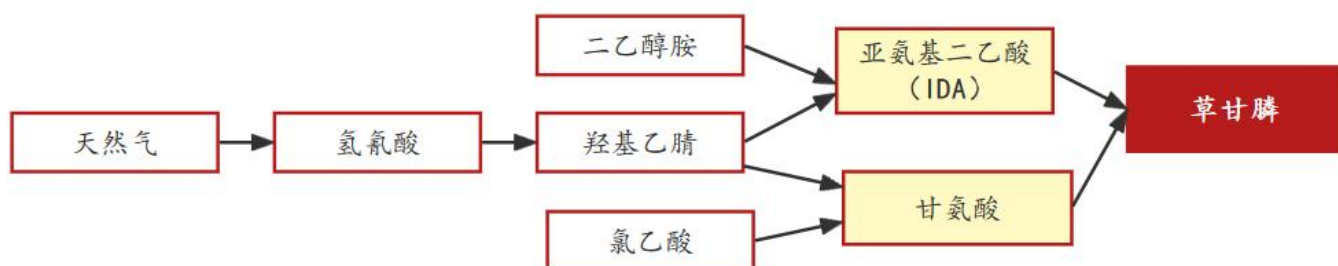 二乙醇胺
亚氨基二乙酸
（IDA）
草甘膦
天然气
氢氰酸
羟基乙腈
甘氨酸
氯乙酸